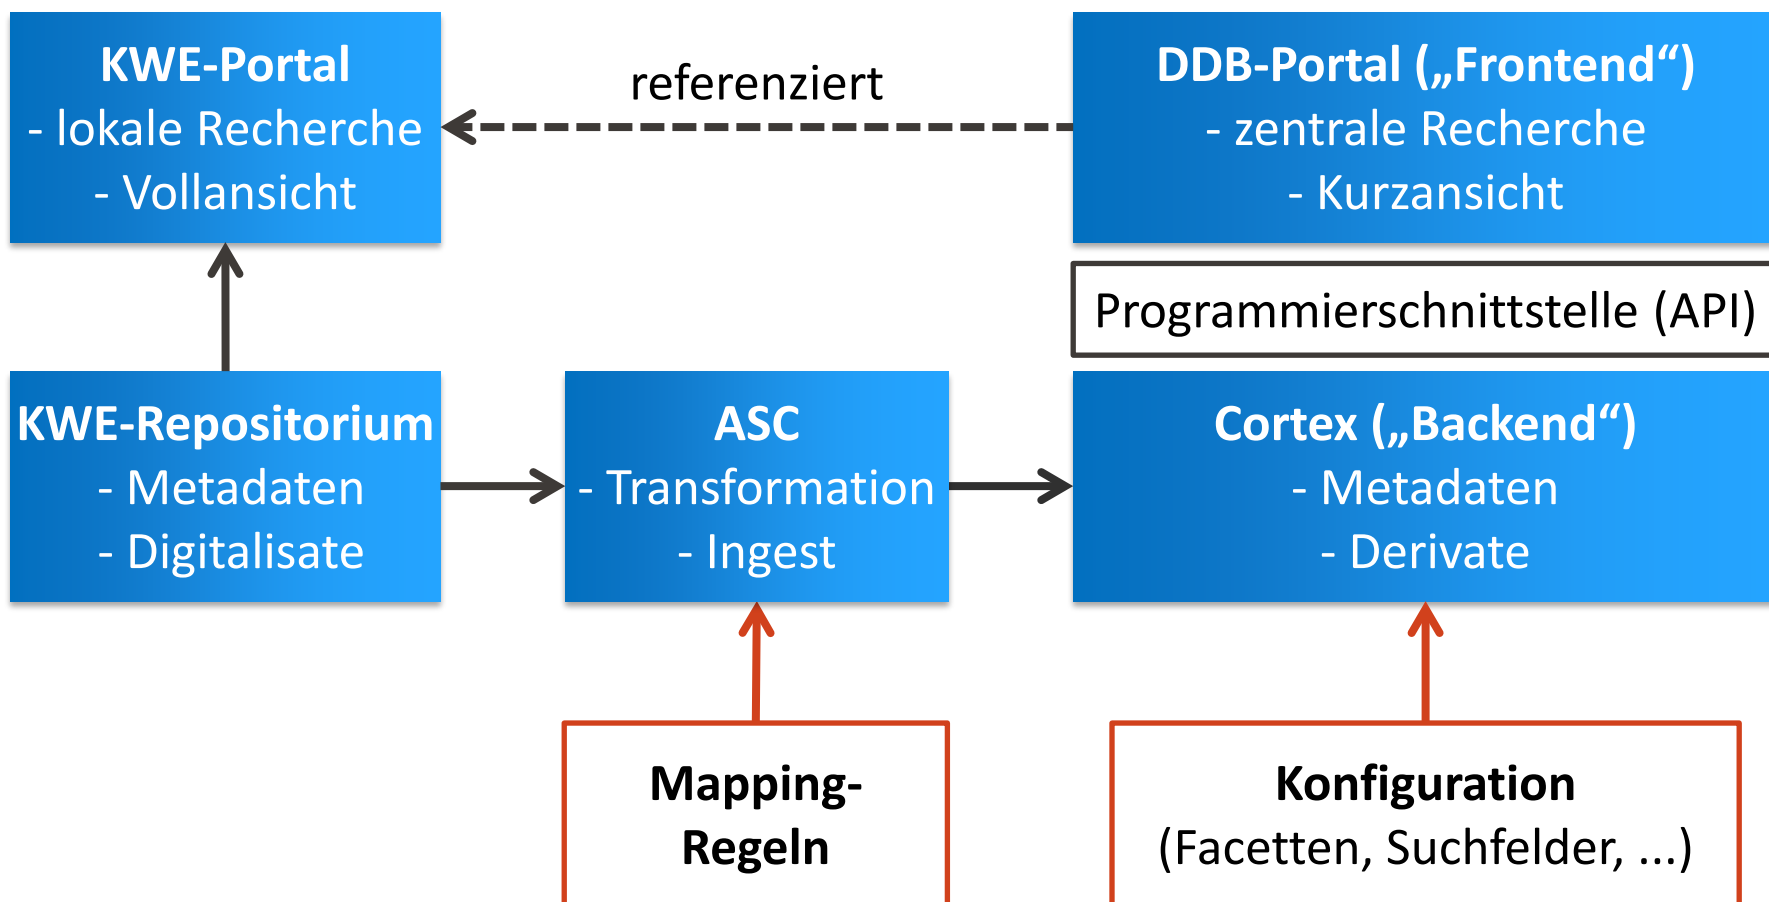 KWE-Portal
- lokale Recherche
- Vollansicht
referenziert
DDB-Portal („Frontend“)
- zentrale Recherche
- Kurzansicht
Programmierschnittstelle (API)
KWE-Repositorium
- Metadaten
- Digitalisate
ASC
- Transformation
- Ingest
Cortex („Backend“)
- Metadaten
- Derivate
Mapping-
Regeln
Konfiguration
(Facetten, Suchfelder, ...)